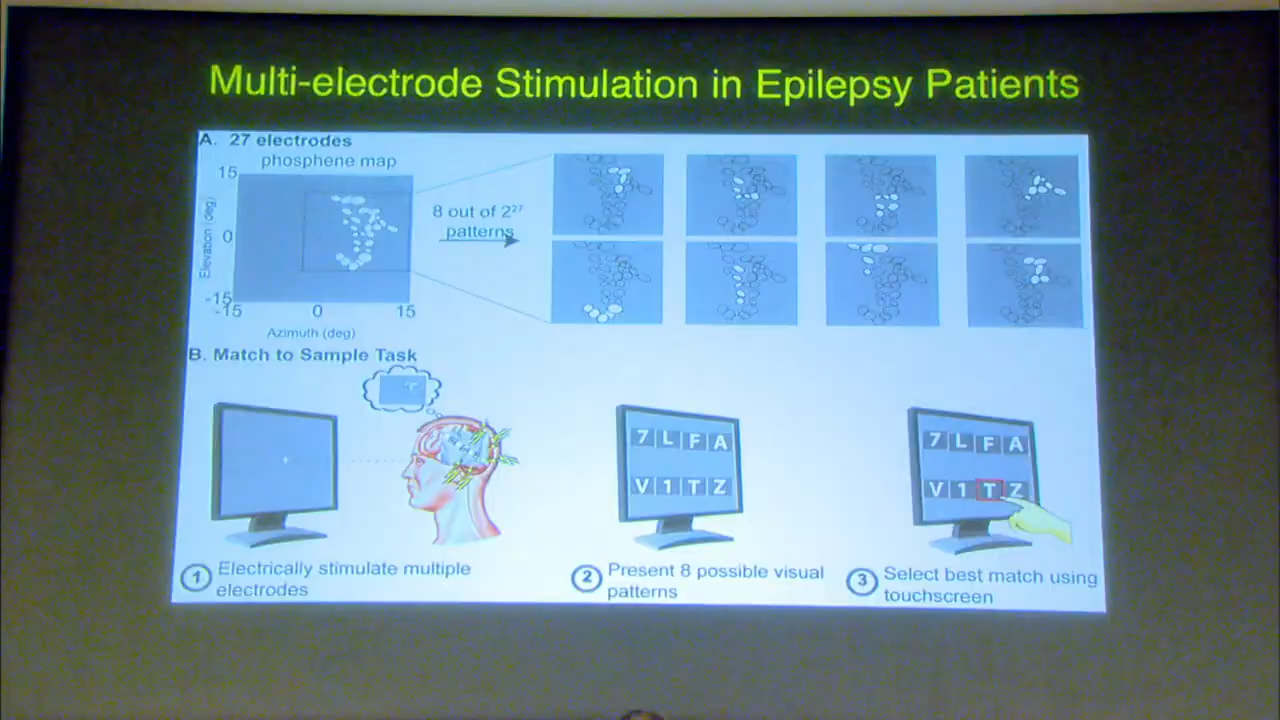 Multi-electrode Stimulation in Epilepsy Patients
A. 27 electrodes
phosphene map
15
0
-15
Elevation (deg)
-15 0 15
Azimuth (deg)
8 out of 2²⁷
patterns
B. Match to Sample Task
7 L F A
V 1 T Z
7 L F A
V 1 T Z
1 Electrically stimulate multiple
electrodes
2 Present 8 possible visual
patterns
3 Select best match using
touchscreen